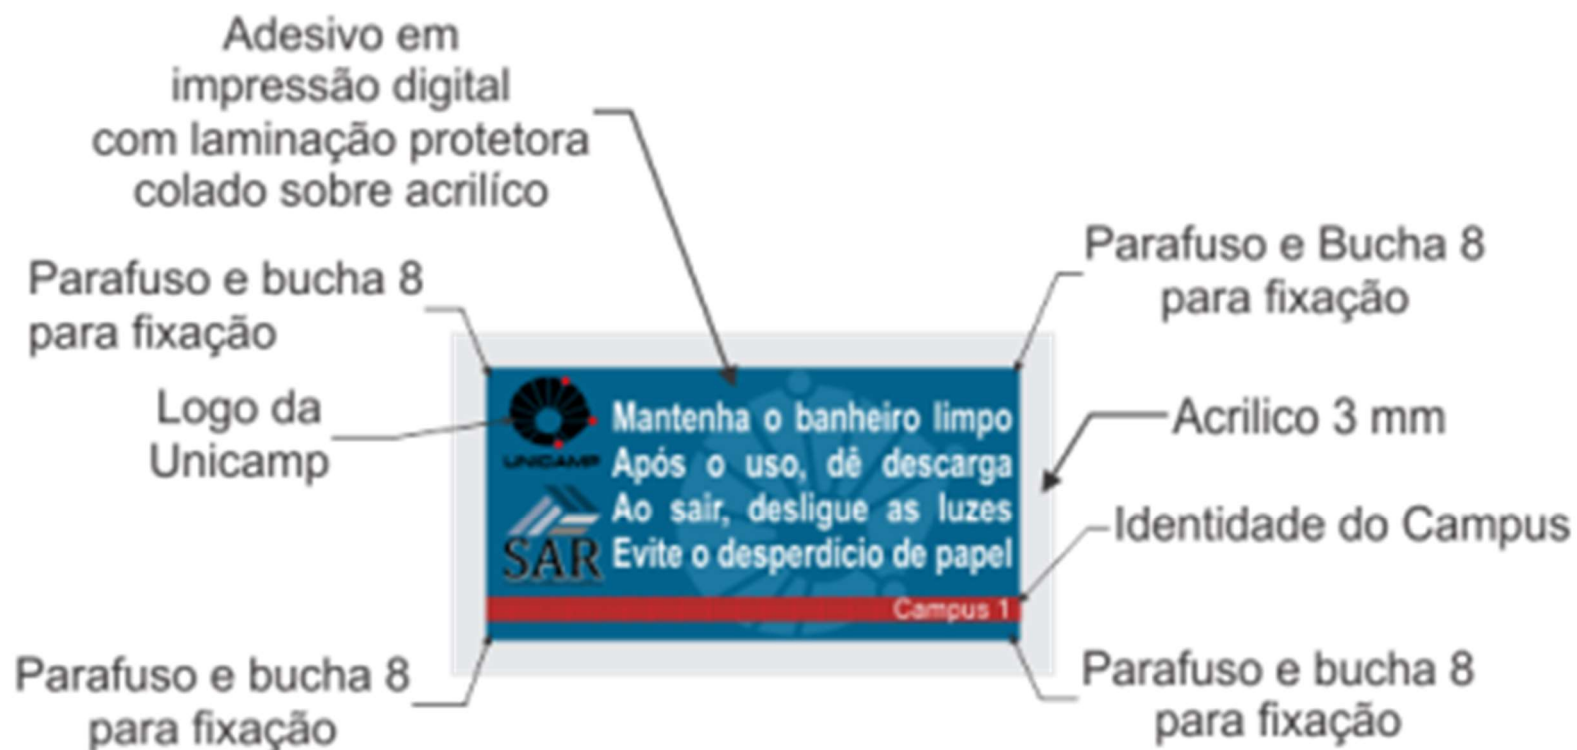 Adesivo em
impressão digital
com laminação protetora
colado sobre acrilíco
Parafuso e bucha 8
para fixação
Parafuso e Bucha 8
para fixação
Logo da
Unicamp
UNICAMP
SAR
Mantenha o banheiro limpo
Após o uso, dê descarga
Ao sair, desligue as luzes
Evite o desperdício de papel
Campus 1
Acrilico 3 mm
Identidade do Campus
Parafuso e bucha 8
para fixação
Parafuso e bucha 8
para fixação